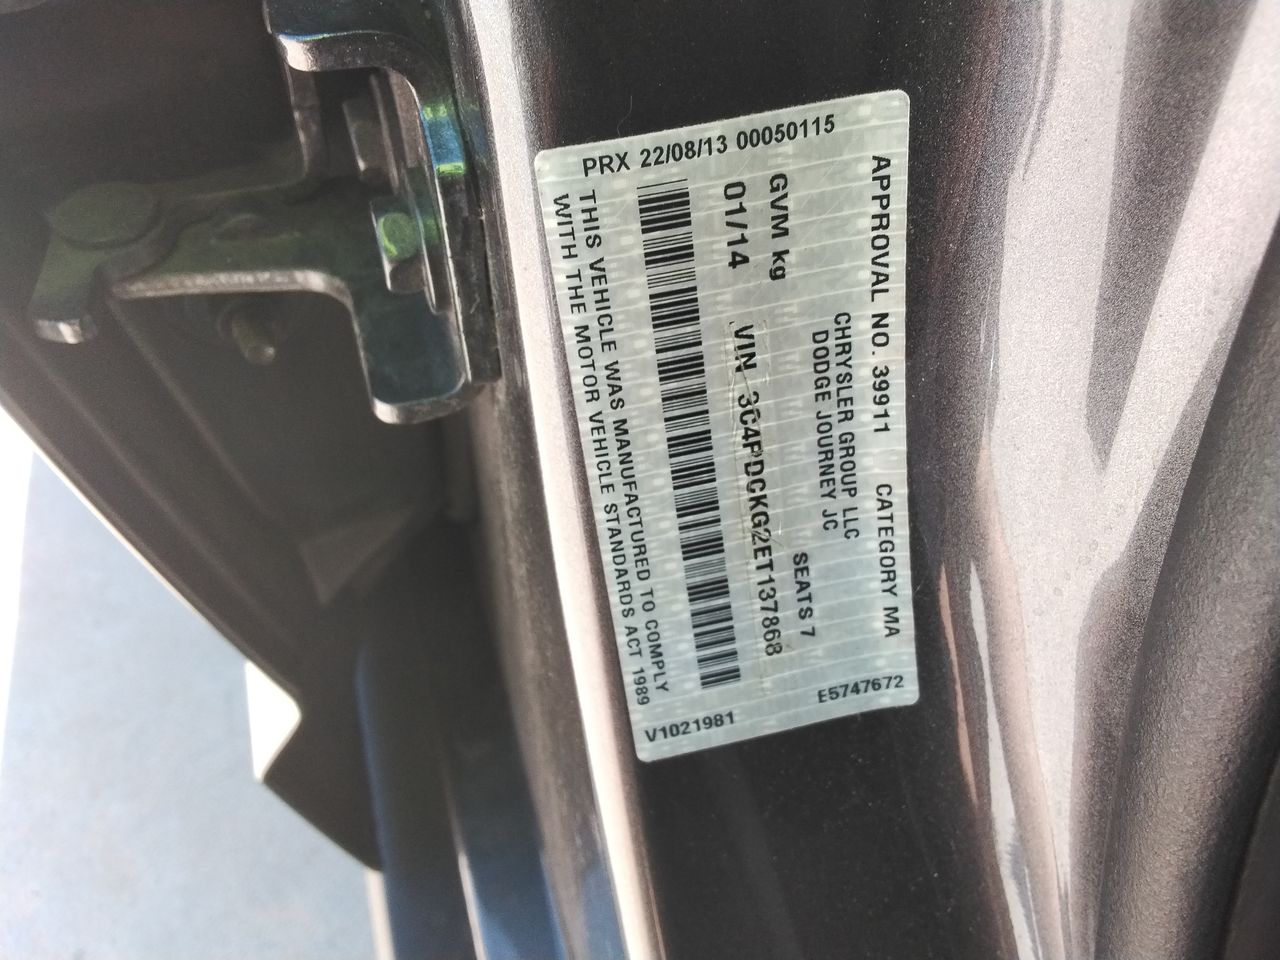 APPROVAL NO. 39911 CATEGORY MA
CHRYSLER GROUP LLC
DODGE JOURNEY JC
GVM kg SEATS 7
01/14 VIN 3C4PDCKG2ET137868
THIS VEHICLE WAS MANUFACTURED TO COMPLY
WITH THE MOTOR VEHICLE STANDARDS ACT 1989
PRX 22/08/13 00050115
V1021981 E5747672